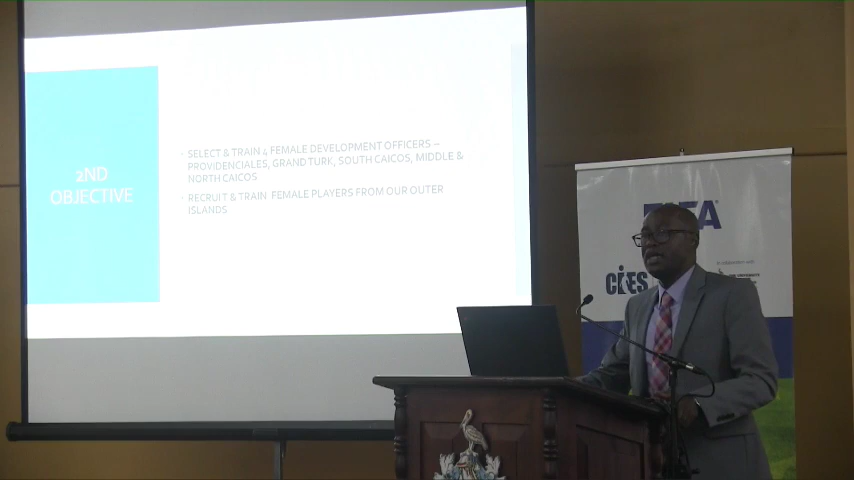 2ND
OBJECTIVE
SELECT & TRAIN 4 FEMALE DEVELOPMENT OFFICERS –
PROVIDENCIALES, GRAND TURK, SOUTH CAICOS, MIDDLE &
NORTH CAICOS
RECRUIT & TRAIN FEMALE PLAYERS FROM OUR OUTER
ISLANDS
CIES